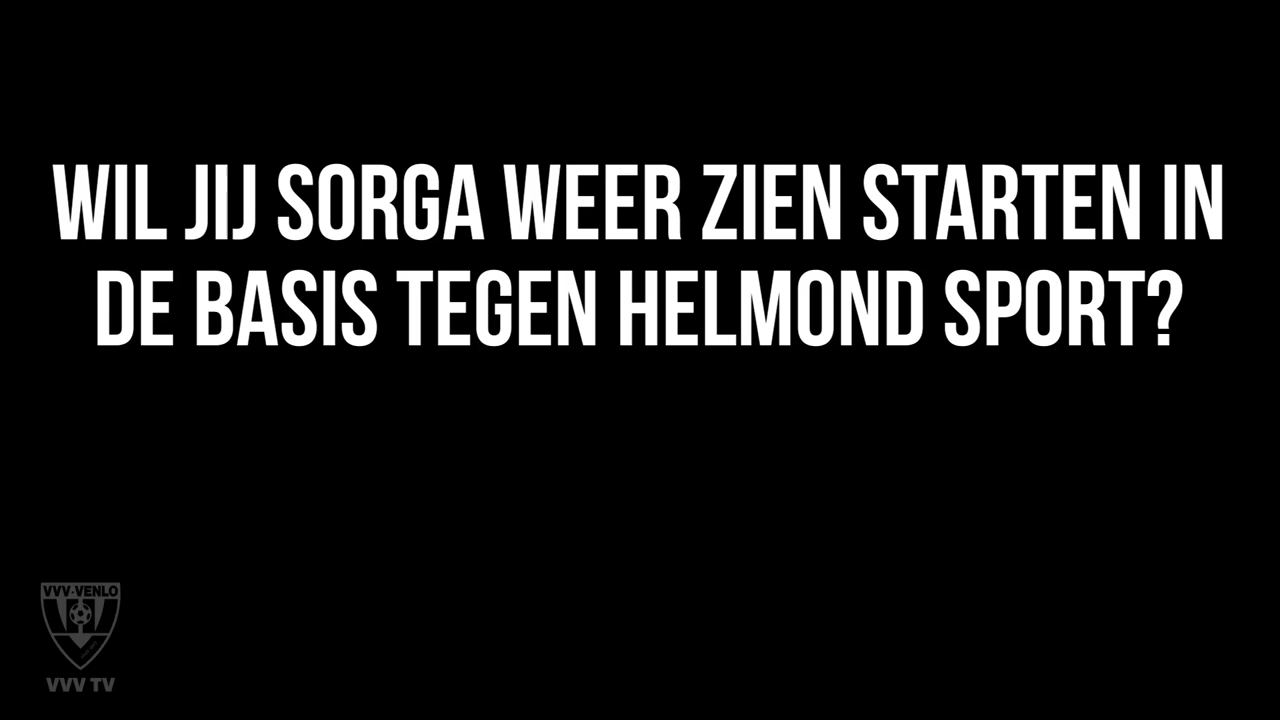 WIL JIJ SORGA WEER ZIEN STARTEN IN
DE BASIS TEGEN HELMOND SPORT?
VVV-VENLO
VVV TV